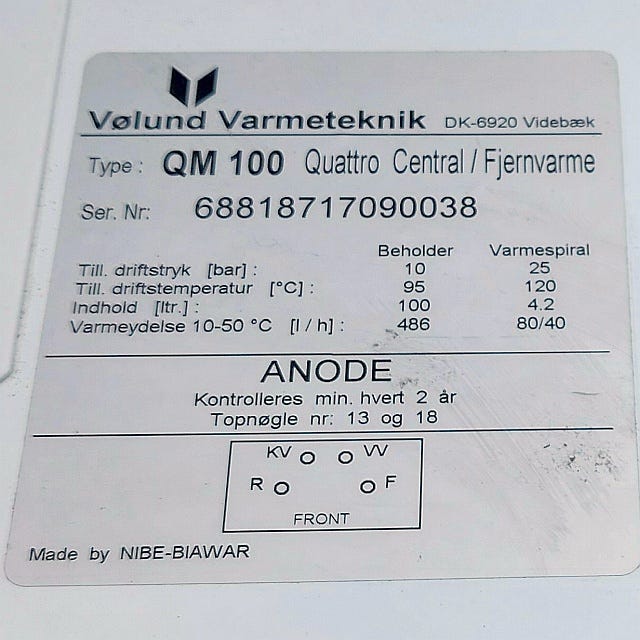 Vølund Varmeteknik DK-6920 Videbæk
Type : QM 100 Quattro Central / Fjernvarme
Ser. Nr: 68818717090038
Beholder Varmespiral
Till. driftstryk [bar] : 10 25
Till. driftstemperatur [°C] : 95 120
Indhold [ltr.] : 100 4.2
Varmeydelse 10-50 °C [l / h] : 486 80/40
ANODE
Kontrolleres min. hvert 2 år
Topnøgle nr: 13 og 18
KV VV
R F
FRONT
Made by NIBE-BIAWAR